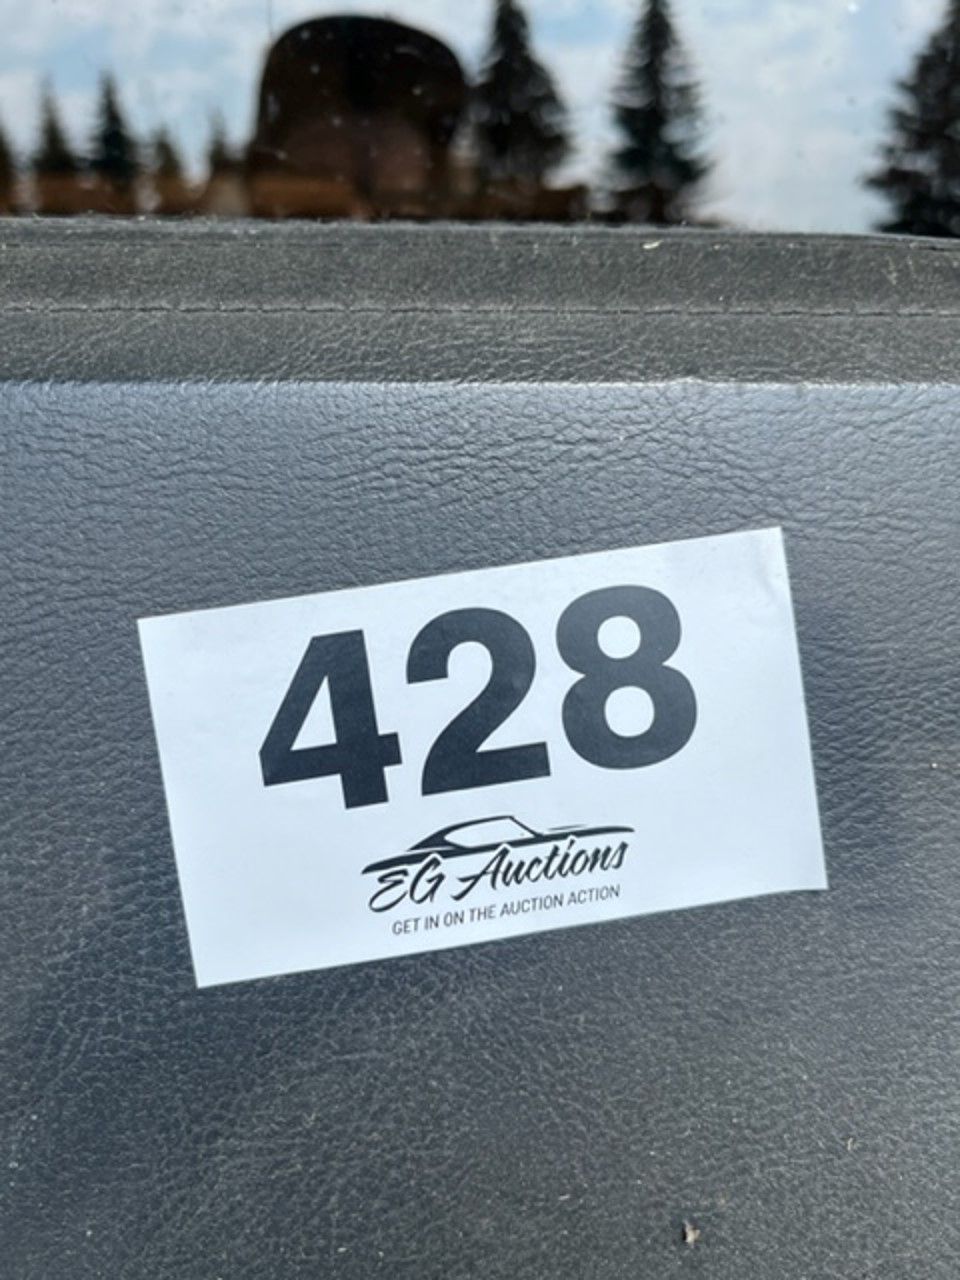 428
EG Auctions
GET IN ON THE AUCTION ACTION